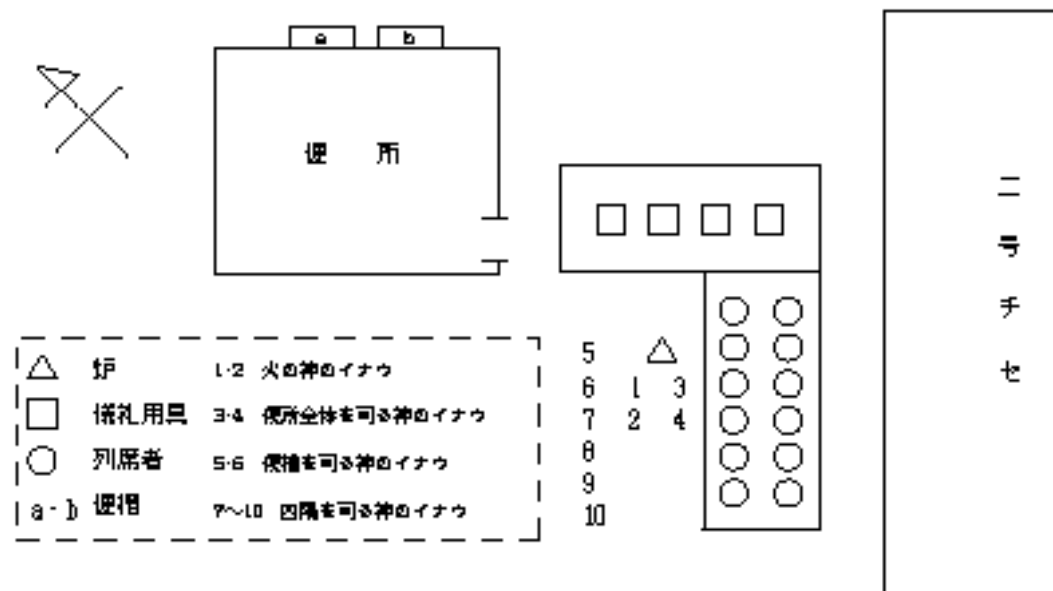 a b
便 所
二号チセ
炉 1・2 火の神のイナウ
儀礼用具 3・4 便所全体を司る神のイナウ
列席者 5・6 便槽を司る神のイナウ
a・b 便槽 7〜10 四隅を司る神のイナウ
5
6 1 3
7 2 4
8
9
10